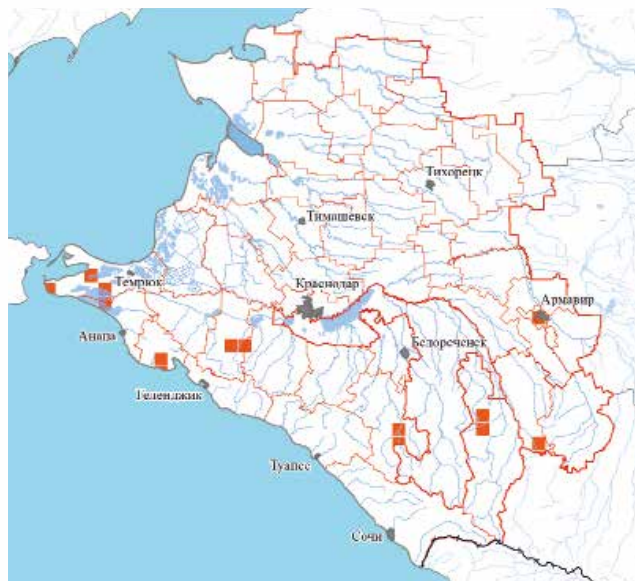 Тихорецк
Тимашевск
Темрюк
Краснодар
Армавир
Анапа
Белореченск
Геленджик
Туапсе
Сочи